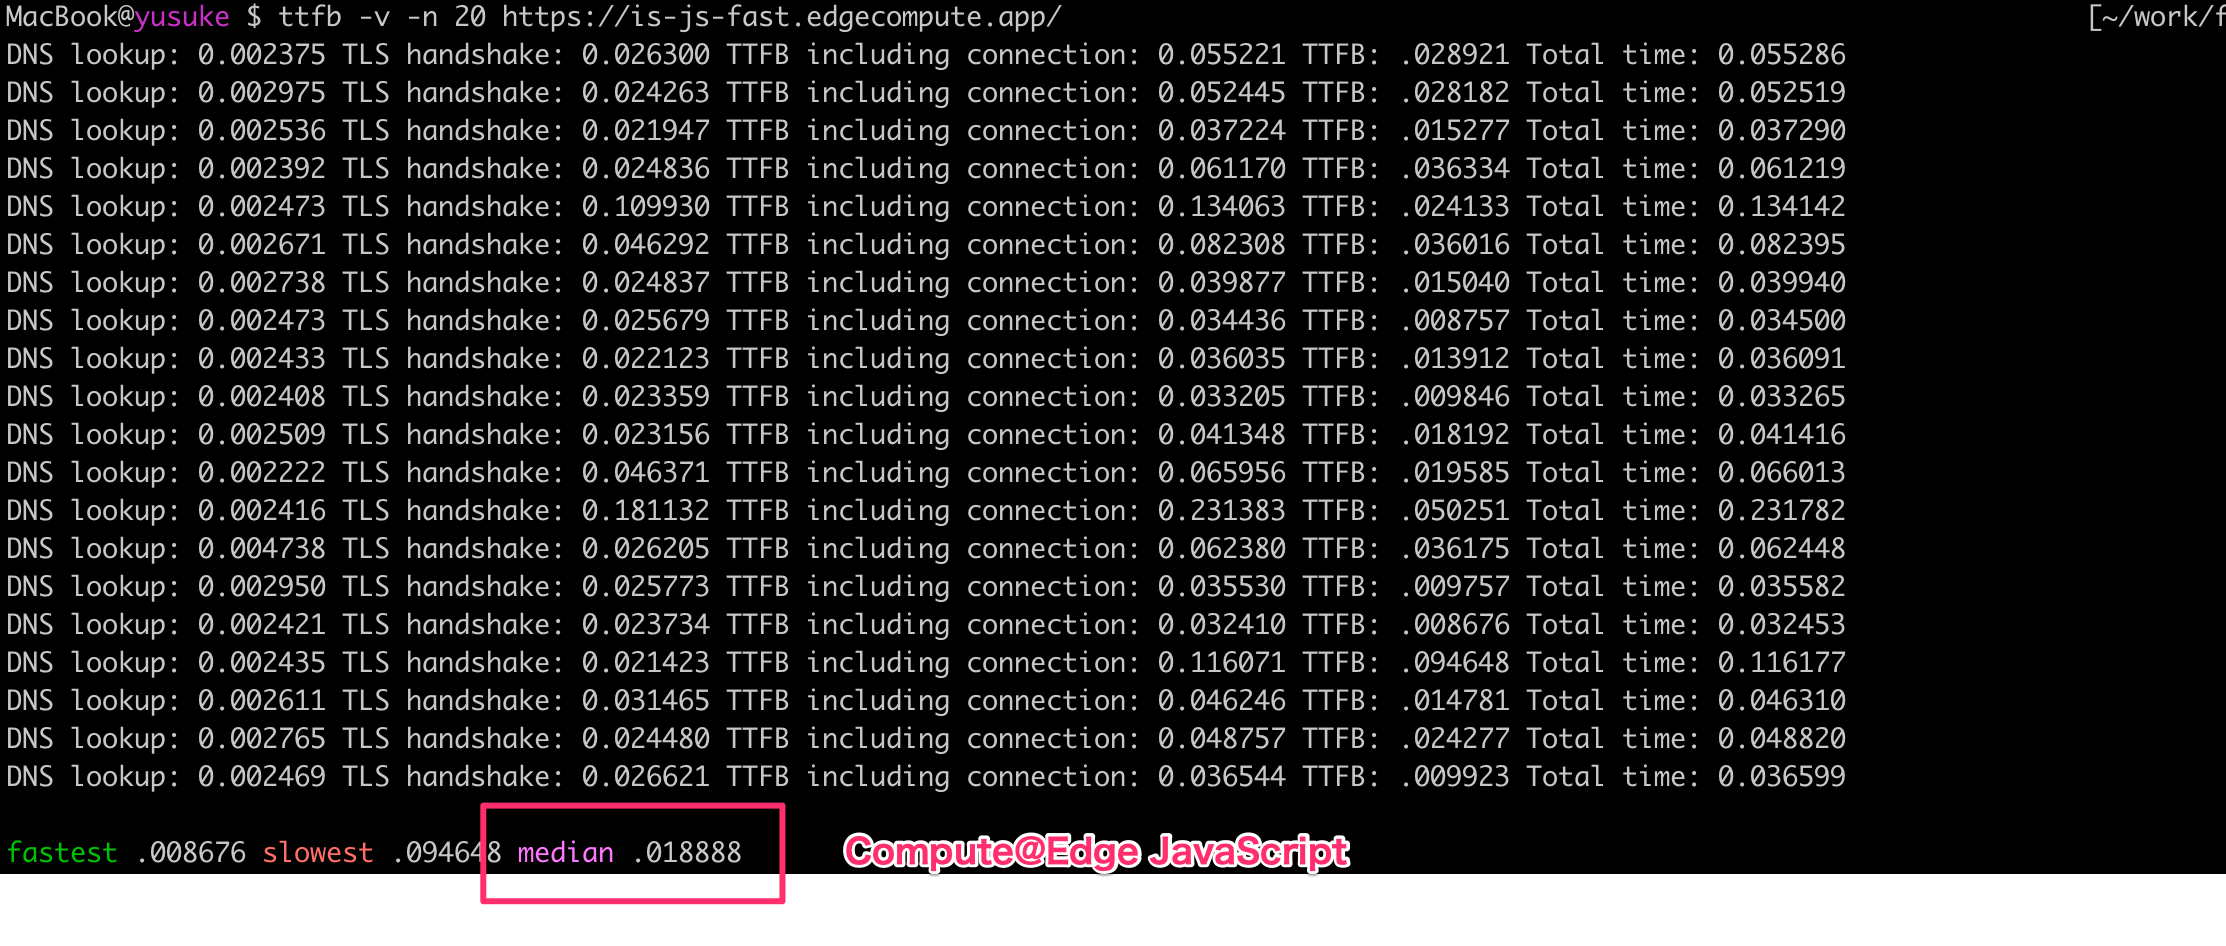 MacBook@yusuke $ ttfb -v -n 20 https://is-js-fast.edgecompute.app/ [~/work/f
DNS lookup: 0.002375 TLS handshake: 0.026300 TTFB including connection: 0.055221 TTFB: .028921 Total time: 0.055286
DNS lookup: 0.002975 TLS handshake: 0.024263 TTFB including connection: 0.052445 TTFB: .028182 Total time: 0.052519
DNS lookup: 0.002536 TLS handshake: 0.021947 TTFB including connection: 0.037224 TTFB: .015277 Total time: 0.037290
DNS lookup: 0.002392 TLS handshake: 0.024836 TTFB including connection: 0.061170 TTFB: .036334 Total time: 0.061219
DNS lookup: 0.002473 TLS handshake: 0.109930 TTFB including connection: 0.134063 TTFB: .024133 Total time: 0.134142
DNS lookup: 0.002671 TLS handshake: 0.046292 TTFB including connection: 0.082308 TTFB: .036016 Total time: 0.082395
DNS lookup: 0.002738 TLS handshake: 0.024837 TTFB including connection: 0.039877 TTFB: .015040 Total time: 0.039940
DNS lookup: 0.002473 TLS handshake: 0.025679 TTFB including connection: 0.034436 TTFB: .008757 Total time: 0.034500
DNS lookup: 0.002433 TLS handshake: 0.022123 TTFB including connection: 0.036035 TTFB: .013912 Total time: 0.036091
DNS lookup: 0.002408 TLS handshake: 0.023359 TTFB including connection: 0.033205 TTFB: .009846 Total time: 0.033265
DNS lookup: 0.002509 TLS handshake: 0.023156 TTFB including connection: 0.041348 TTFB: .018192 Total time: 0.041416
DNS lookup: 0.002222 TLS handshake: 0.046371 TTFB including connection: 0.065956 TTFB: .019585 Total time: 0.066013
DNS lookup: 0.002416 TLS handshake: 0.181132 TTFB including connection: 0.231383 TTFB: .050251 Total time: 0.231782
DNS lookup: 0.004738 TLS handshake: 0.026205 TTFB including connection: 0.062380 TTFB: .036175 Total time: 0.062448
DNS lookup: 0.002950 TLS handshake: 0.025773 TTFB including connection: 0.035530 TTFB: .009757 Total time: 0.035582
DNS lookup: 0.002421 TLS handshake: 0.023734 TTFB including connection: 0.032410 TTFB: .008676 Total time: 0.032453
DNS lookup: 0.002435 TLS handshake: 0.021423 TTFB including connection: 0.116071 TTFB: .094648 Total time: 0.116177
DNS lookup: 0.002611 TLS handshake: 0.031465 TTFB including connection: 0.046246 TTFB: .014781 Total time: 0.046310
DNS lookup: 0.002765 TLS handshake: 0.024480 TTFB including connection: 0.048757 TTFB: .024277 Total time: 0.048820
DNS lookup: 0.002469 TLS handshake: 0.026621 TTFB including connection: 0.036544 TTFB: .009923 Total time: 0.036599
fastest .008676 slowest .094648 median .018888 Compute@Edge JavaScript